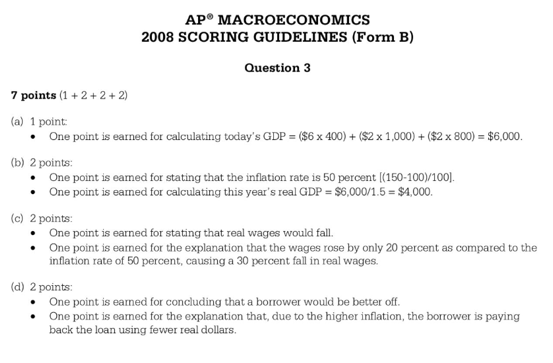 AP® MACROECONOMICS
2008 SCORING GUIDELINES (Form B)
Question 3
7 points (1 + 2 + 2 + 2)
(a) 1 point:
• One point is earned for calculating today's GDP = ($6 x 400) + ($2 x 1,000) + ($2 x 800) = $6,000.
(b) 2 points:
• One point is earned for stating that the inflation rate is 50 percent [(150-100)/100].
• One point is earned for calculating this year's real GDP = $6,000/1.5 = $4,000.
(c) 2 points:
• One point is earned for stating that real wages would fall.
• One point is earned for the explanation that the wages rose by only 20 percent as compared to the
inflation rate of 50 percent, causing a 30 percent fall in real wages.
(d) 2 points:
• One point is earned for concluding that a borrower would be better off.
• One point is earned for the explanation that, due to the higher inflation, the borrower is paying
back the loan using fewer real dollars.